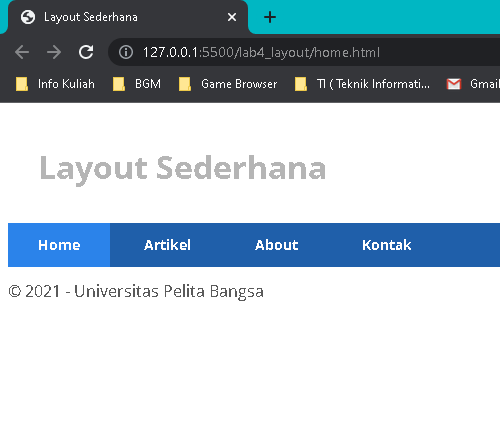 Layout Sederhana
127.0.0.1:5500/lab4_layout/home.html
Info Kuliah BGM Game Browser TI ( Teknik Informati... Gmail
Layout Sederhana
Home Artikel About Kontak
© 2021 - Universitas Pelita Bangsa